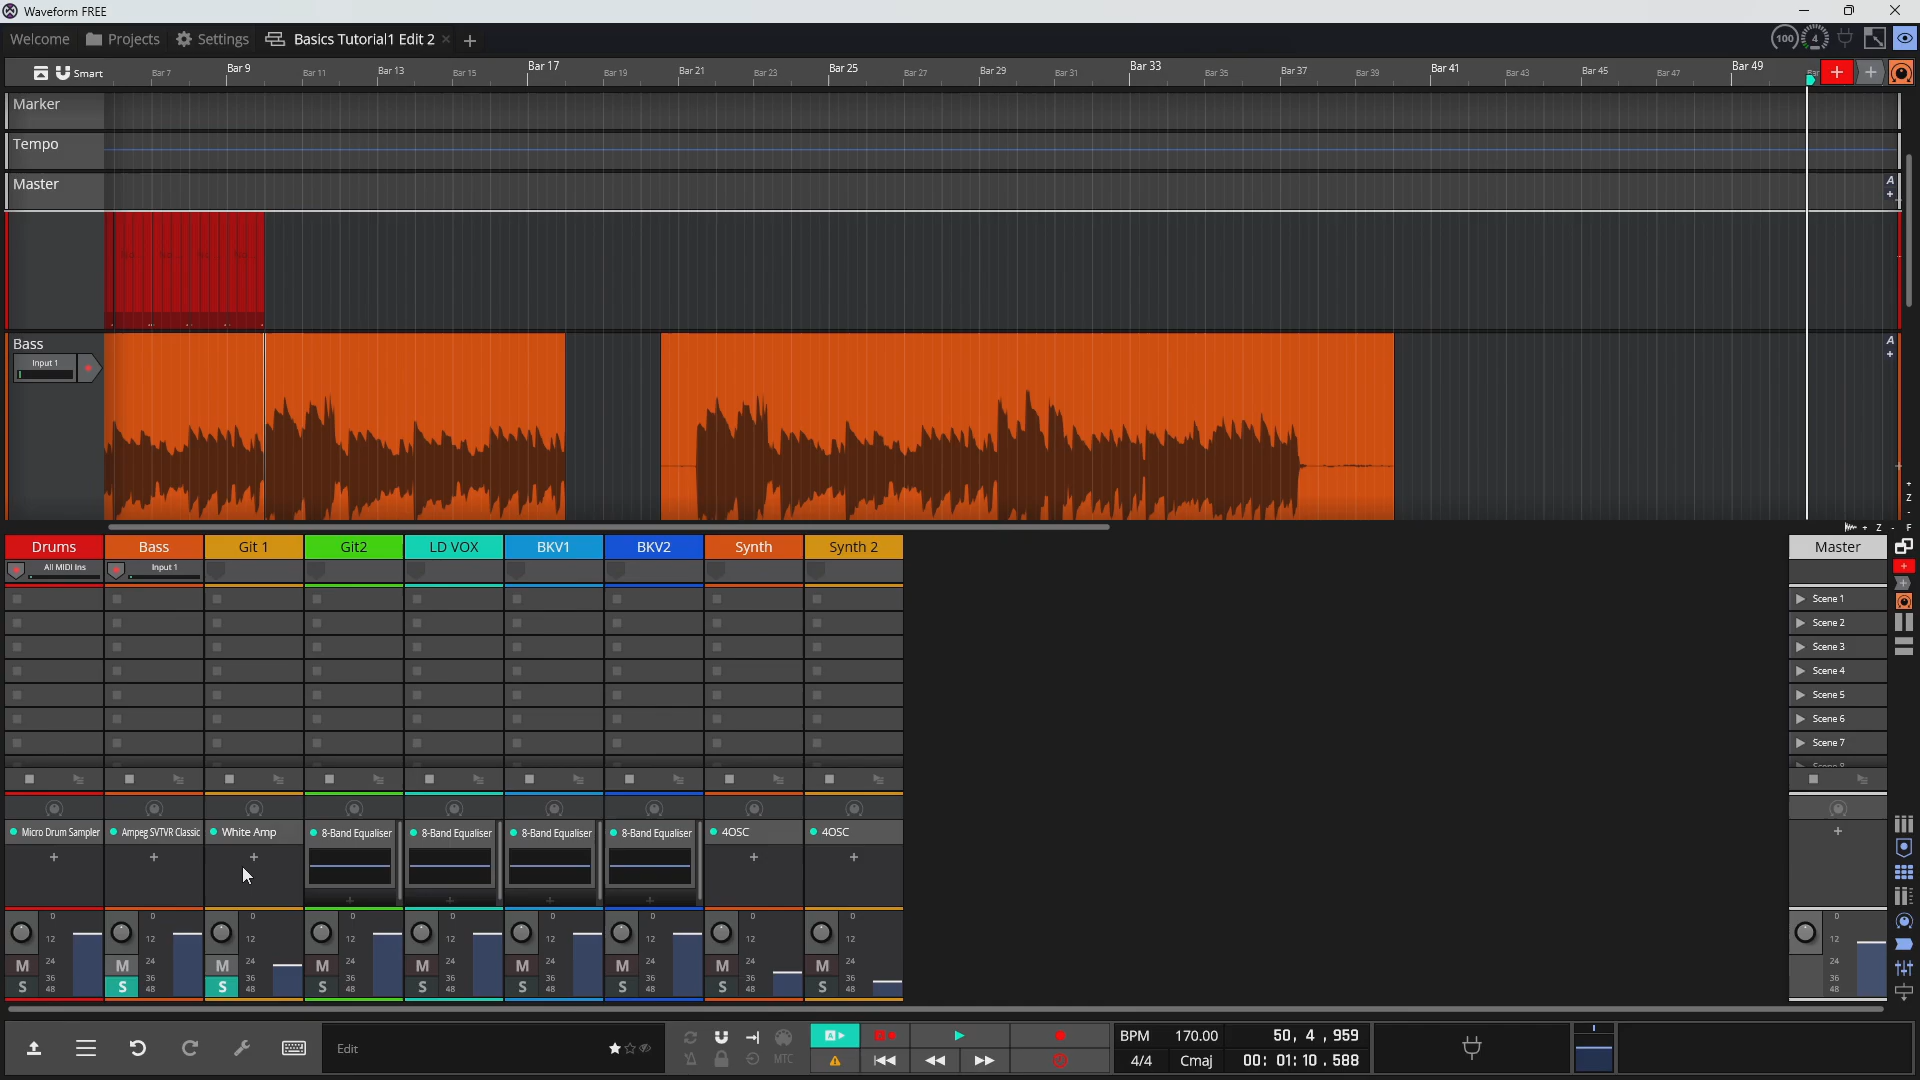 Waveform FREE
Welcome Projects Settings Basics Tutorial1 Edit 2 × +
100 4
Smart Bar 7 Bar 9 Bar 11 Bar 13 Bar 15 Bar 17 Bar 19 Bar 21 Bar 23 Bar 25 Bar 27 Bar 29 Bar 31 Bar 33 Bar 35 Bar 37 Bar 39 Bar 41 Bar 43 Bar 45 Bar 47 Bar 49
Marker
Tempo
Master
A
+
Bass
Input 1
A
+
+
Z
-
+ Z - F
Drums Bass Git 1 Git2 LD VOX BKV1 BKV2 Synth Synth 2 Master
All MIDI Ins Input 1
Scene 1
Scene 2
Scene 3
Scene 4
Scene 5
Scene 6
Scene 7
Micro Drum Sampler Ampeg SVTVR Classic White Amp 8-Band Equaliser 8-Band Equaliser 8-Band Equaliser 8-Band Equaliser 4OSC 4OSC
+ + + + + +
0 0 0 0 0 0 0 0 0 0
12 12 12 12 12 12 12 12 12 12
24 24 24 24 24 24 24 24 24 24
M M M M M M M M M
36 36 36 36 36 36 36 36 36 36
S S S S S S S S S
48 48 48 48 48 48 48 48 48 48
Edit
MTC
A
BPM 170.00 50, 4 , 959
4/4 Cmaj 00: 01: 10 . 588